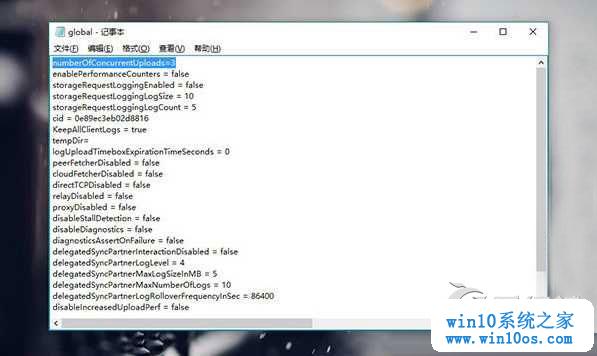 global - 记事本
文件(F) 编辑(E) 格式(O) 查看(V) 帮助(H)
numberOfConcurrentUploads=3
enablePerformanceCounters = false
storageRequestLoggingEnabled = false
storageRequestLoggingLogSize = 10
storageRequestLoggingLogCount = 5
cid = 0e89ec3eb02d8816
KeepAllClientLogs = true
tempDir=
logUploadTimeboxExpirationTimeSeconds = 0
peerFetcherDisabled = false
cloudFetcherDisabled = false
directTCPDisabled = false
relayDisabled = false
proxyDisabled = false
disableStallDetection = false
disableDiagnostics = false
diagnosticsAssertOnFailure = false
delegatedSyncPartnerInteractionDisabled = false
delegatedSyncPartnerLogLevel = 4
delegatedSyncPartnerMaxLogSizeInMB = 5
delegatedSyncPartnerMaxNumberOfLogs = 10
delegatedSyncPartnerLogRolloverFrequencyInSec = 86400
disableIncreasedUploadPerf = false
win10系统之家
www.win10os.com